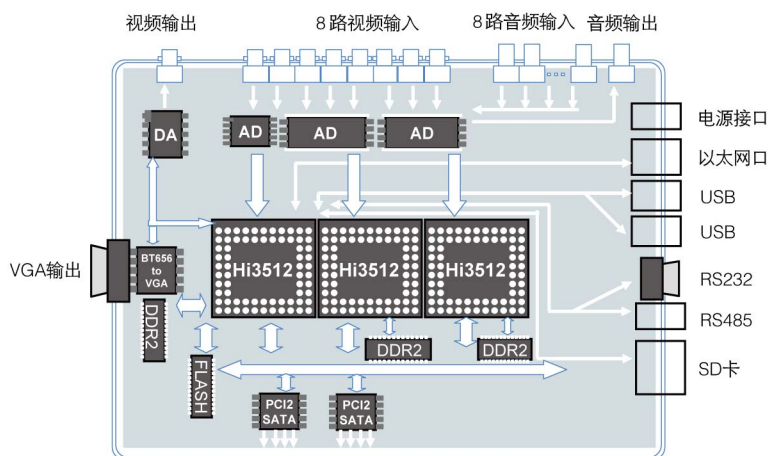 视频输出
8路视频输入
8路音频输入
音频输出
DA
AD
AD
AD
电源接口
以太网口
USB
USB
Hi3512
Hi3512
Hi3512
VGA输出
BT656
to
VGA
RS232
RS485
DDR2
FLASH
DDR2
DDR2
SD卡
PCI2
SATA
PCI2
SATA